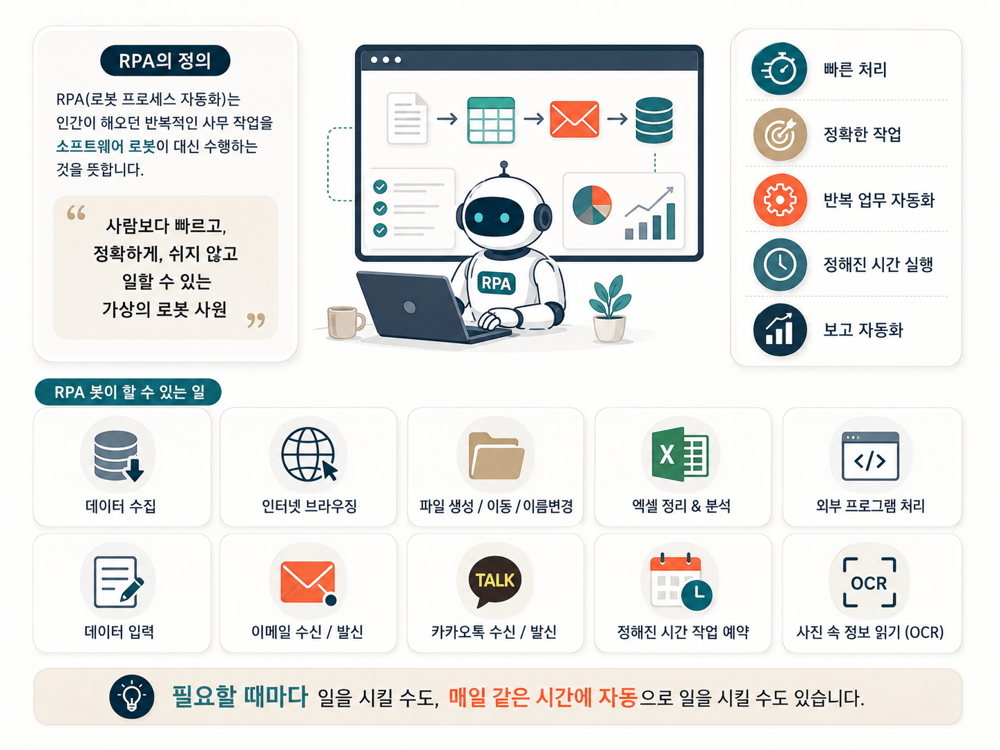 RPA의 정의
RPA(로봇 프로세스 자동화)는
인간이 해오던 반복적인 사무 작업을
소프트웨어 로봇이 대신 수행하는
것을 뜻합니다.
“
사람보다 빠르고,
정확하게, 쉬지 않고
일할 수 있는
가상의 로봇 사원
”
RPA
빠른 처리
정확한 작업
반복 업무 자동화
정해진 시간 실행
보고 자동화
RPA 봇이 할 수 있는 일
데이터 수집
인터넷 브라우징
파일 생성 / 이동 / 이름변경
X
엑셀 정리 & 분석
</>
외부 프로그램 처리
데이터 입력
이메일 수신 / 발신
TALK
카카오톡 수신 / 발신
정해진 시간 작업 예약
OCR
사진 속 정보 읽기 (OCR)
필요할 때마다 일을 시킬 수도, 매일 같은 시간에 자동으로 일을 시킬 수도 있습니다.